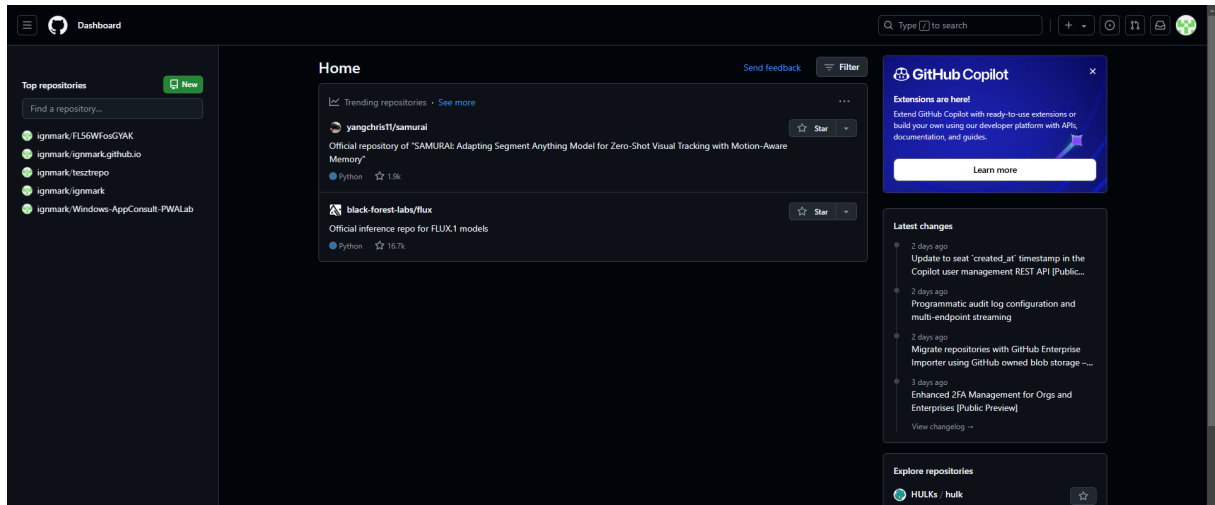 Dashboard
Type / to search
Top repositories
New
Find a repository...
ignmark/FL56WFosGYAK
ignmark/ignmark.github.io
ignmark/tesztrepo
ignmark/ignmark
ignmark/Windows-AppConsult-PWALab
Home
Send feedback
Filter
Trending repositories · See more
yangchris11/samurai
Star
Official repository of "SAMURAI: Adapting Segment Anything Model for Zero-Shot Visual Tracking with Motion-Aware
Memory"
Python 1.9k
black-forest-labs/flux
Star
Official inference repo for FLUX.1 models
Python 16.7k
GitHub Copilot
Extensions are here!
Extend GitHub Copilot with ready-to-use extensions or
build your own using our developer platform with APIs,
documentation, and guides.
Learn more
Latest changes
2 days ago
Update to seat `created_at` timestamp in the
Copilot user management REST API [Public...
2 days ago
Programmatic audit log configuration and
multi-endpoint streaming
2 days ago
Migrate repositories with GitHub Enterprise
Importer using GitHub owned blob storage –...
3 days ago
Enhanced 2FA Management for Orgs and
Enterprises [Public Preview]
View changelog →
Explore repositories
HULKs / hulk